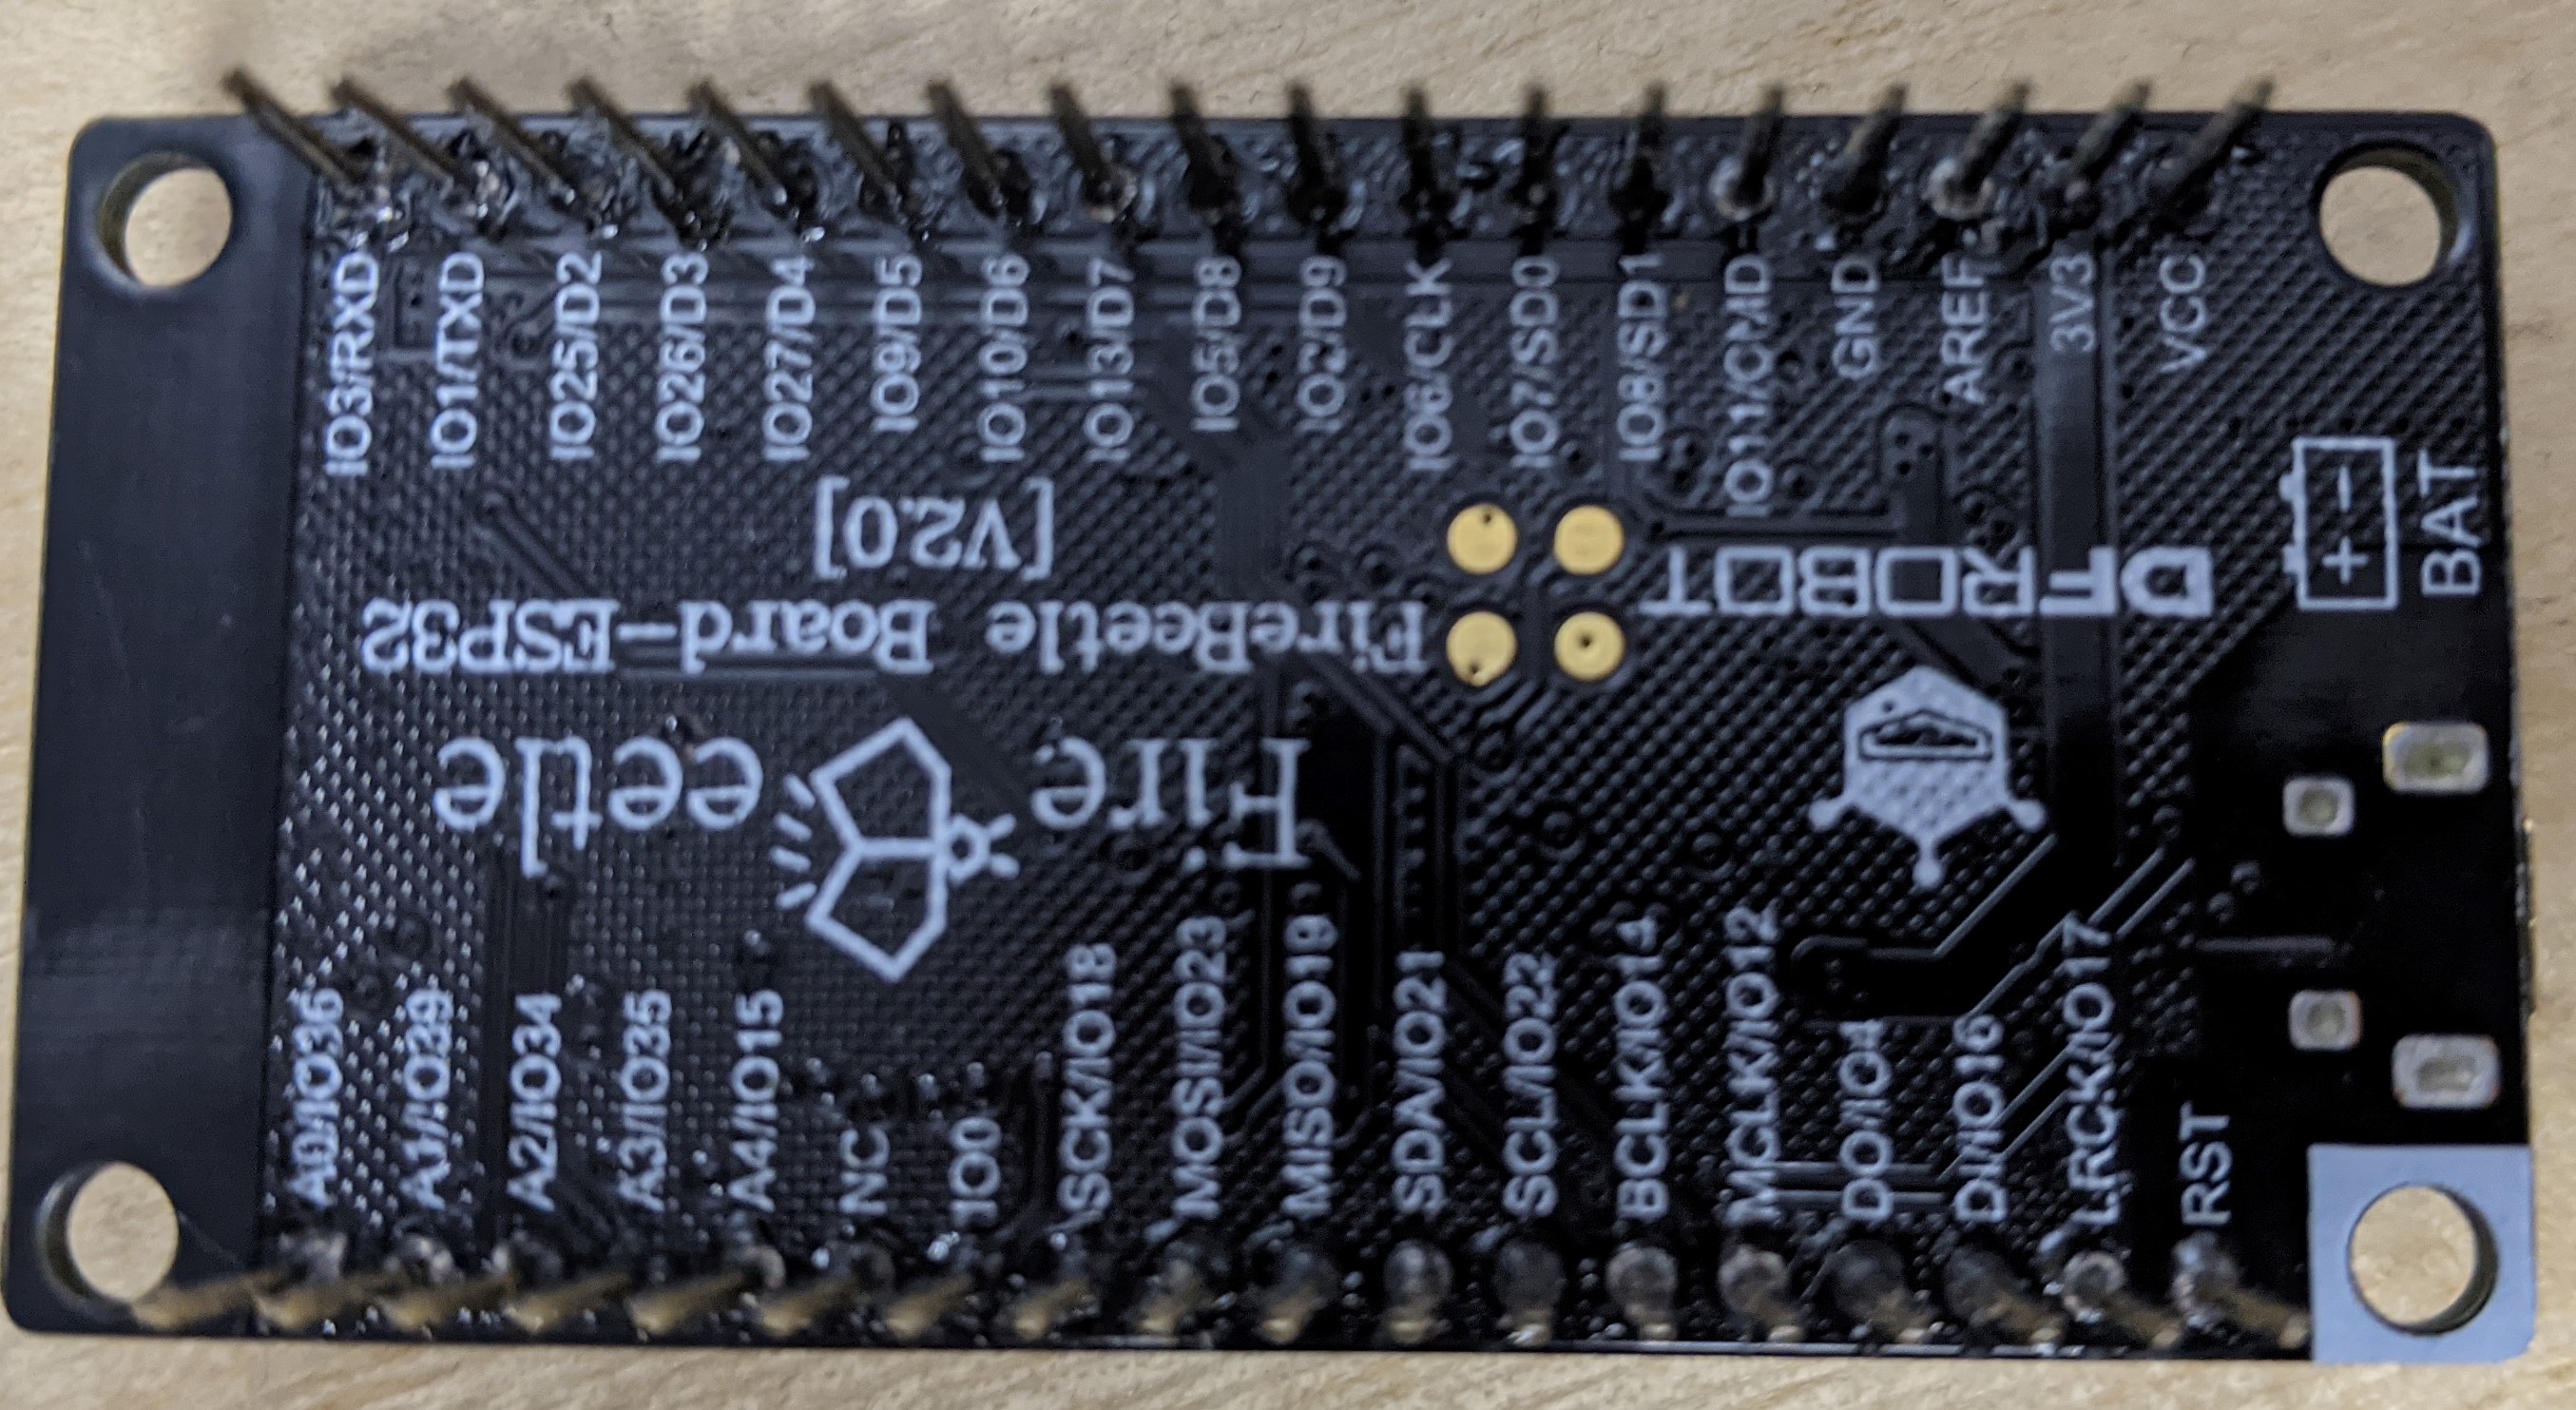 IO3/RXD
IO1/TXD
IO25/D2
IO26/D3
IO27/D4
IO9/D5
IO10/D6
IO13/D7
IO5/D8
IO2/D9
IO6/CLK
IO7/SD0
IO8/SD1
IO11/CMD
GND
AREF
3V3
VCC
BAT
- +
DFROBOT
FireBeetle Board-ESP32
[V2.0]
Fire eetle
A0/IO36
A1/IO39
A2/IO34
A3/IO35
A4/IO15
NC
IO0
SCK/IO18
MOSI/IO23
MISO/IO19
SDA/IO21
SCL/IO22
BCLK/IO14
MCLK/IO12
DO/IO4
DI/IO16
LRCK/IO17
RST